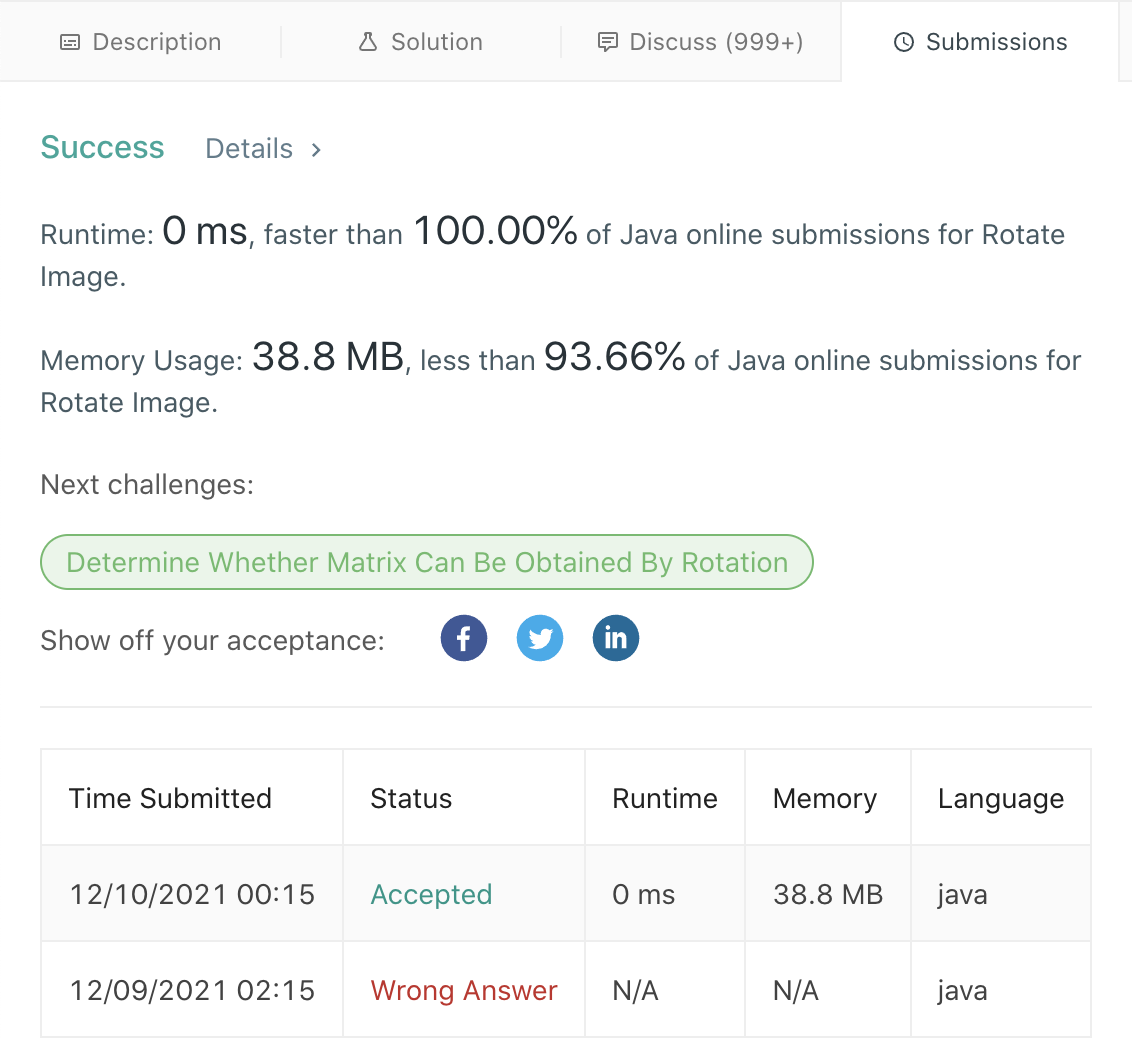 Description Solution Discuss (999+) Submissions
Success Details >
Runtime: 0 ms, faster than 100.00% of Java online submissions for Rotate
Image.
Memory Usage: 38.8 MB, less than 93.66% of Java online submissions for
Rotate Image.
Next challenges:
Determine Whether Matrix Can Be Obtained By Rotation
Show off your acceptance: f in
Time Submitted Status Runtime Memory Language
12/10/2021 00:15 Accepted 0 ms 38.8 MB java
12/09/2021 02:15 Wrong Answer N/A N/A java